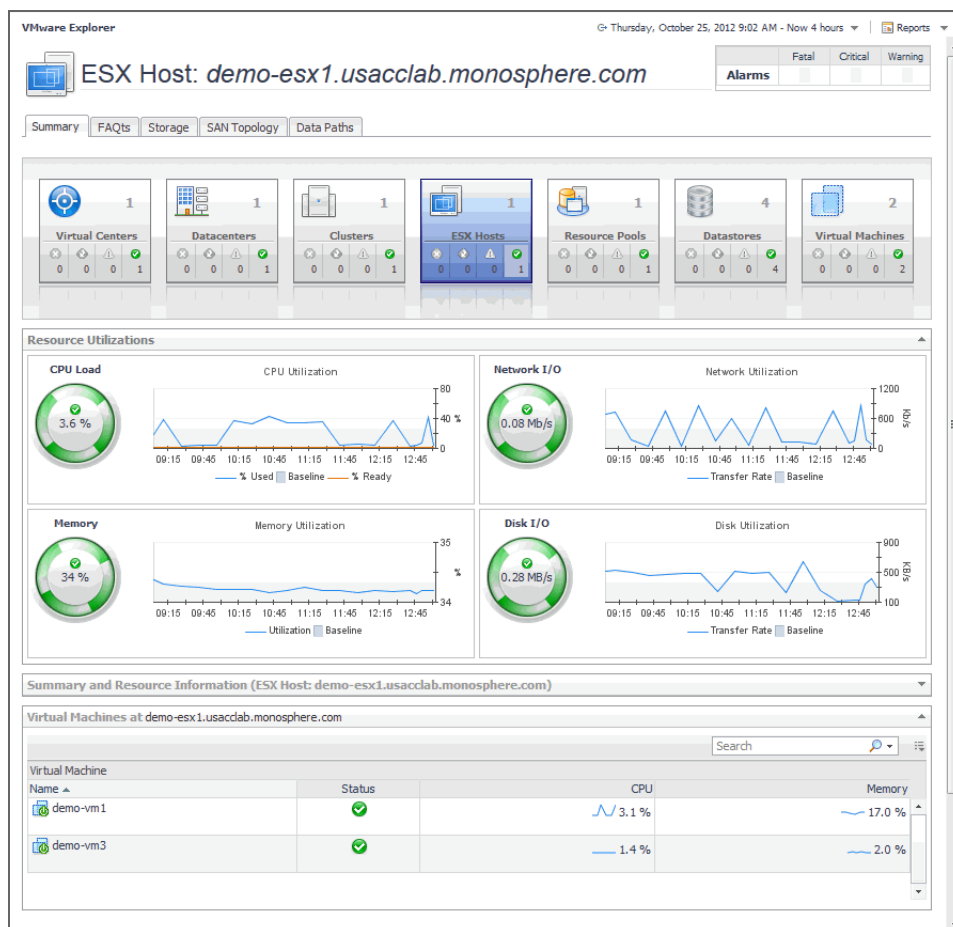 VMware Explorer
Thursday, October 25, 2012 9:02 AM - Now 4 hours
Reports
ESX Host: demo-esx1.usacclab.monosphere.com
Fatal Critical Warning
Alarms
Summary FAQts Storage SAN Topology Data Paths
1 1 1 1 1 4 2
Virtual Centers Datacenters Clusters ESX Hosts Resource Pools Datastores Virtual Machines
0 0 0 1 0 0 0 1 0 0 0 1 0 0 0 1 0 0 0 1 0 0 0 4 0 0 0 2
Resource Utilizations
CPU Load
3.6 %
CPU Utilization
80
40
0
%
09:15 09:45 10:15 10:45 11:15 11:45 12:15 12:45
% Used Baseline % Ready
Network I/O
0.08 Mb/s
Network Utilization
1200
600
0
Kb/s
09:15 09:45 10:15 10:45 11:15 11:45 12:15 12:45
Transfer Rate Baseline
Memory
34 %
Memory Utilization
35
34
%
09:15 09:45 10:15 10:45 11:15 11:45 12:15 12:45
Utilization Baseline
Disk I/O
0.28 MB/s
Disk Utilization
900
500
100
KB/s
09:15 09:45 10:15 10:45 11:15 11:45 12:15 12:45
Transfer Rate Baseline
Summary and Resource Information (ESX Host: demo-esx1.usacclab.monosphere.com)
Virtual Machines at demo-esx1.usacclab.monosphere.com
Search
Virtual Machine
Name Status CPU Memory
demo-vm1 3.1 % 17.0 %
demo-vm3 1.4 % 2.0 %